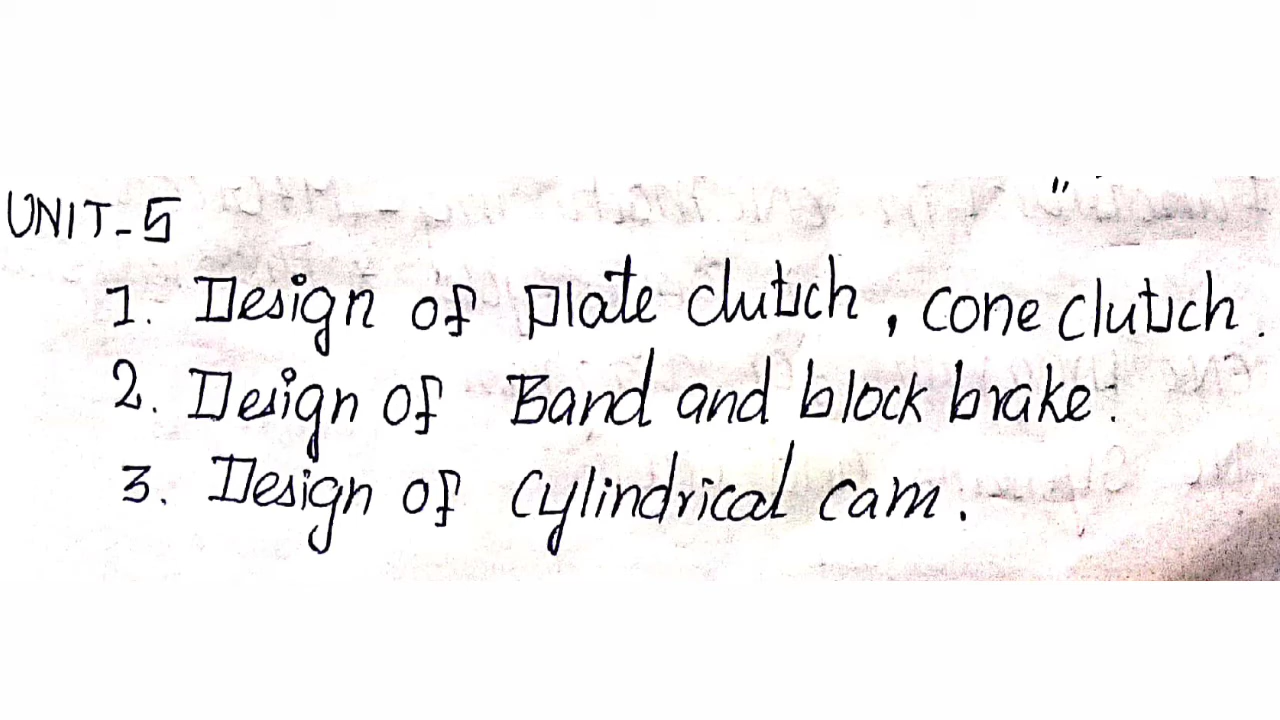 UNIT-5
1. Design of plate clutch, cone clutch.
2. Design of Band and block brake.
3. Design of Cylindrical cam.